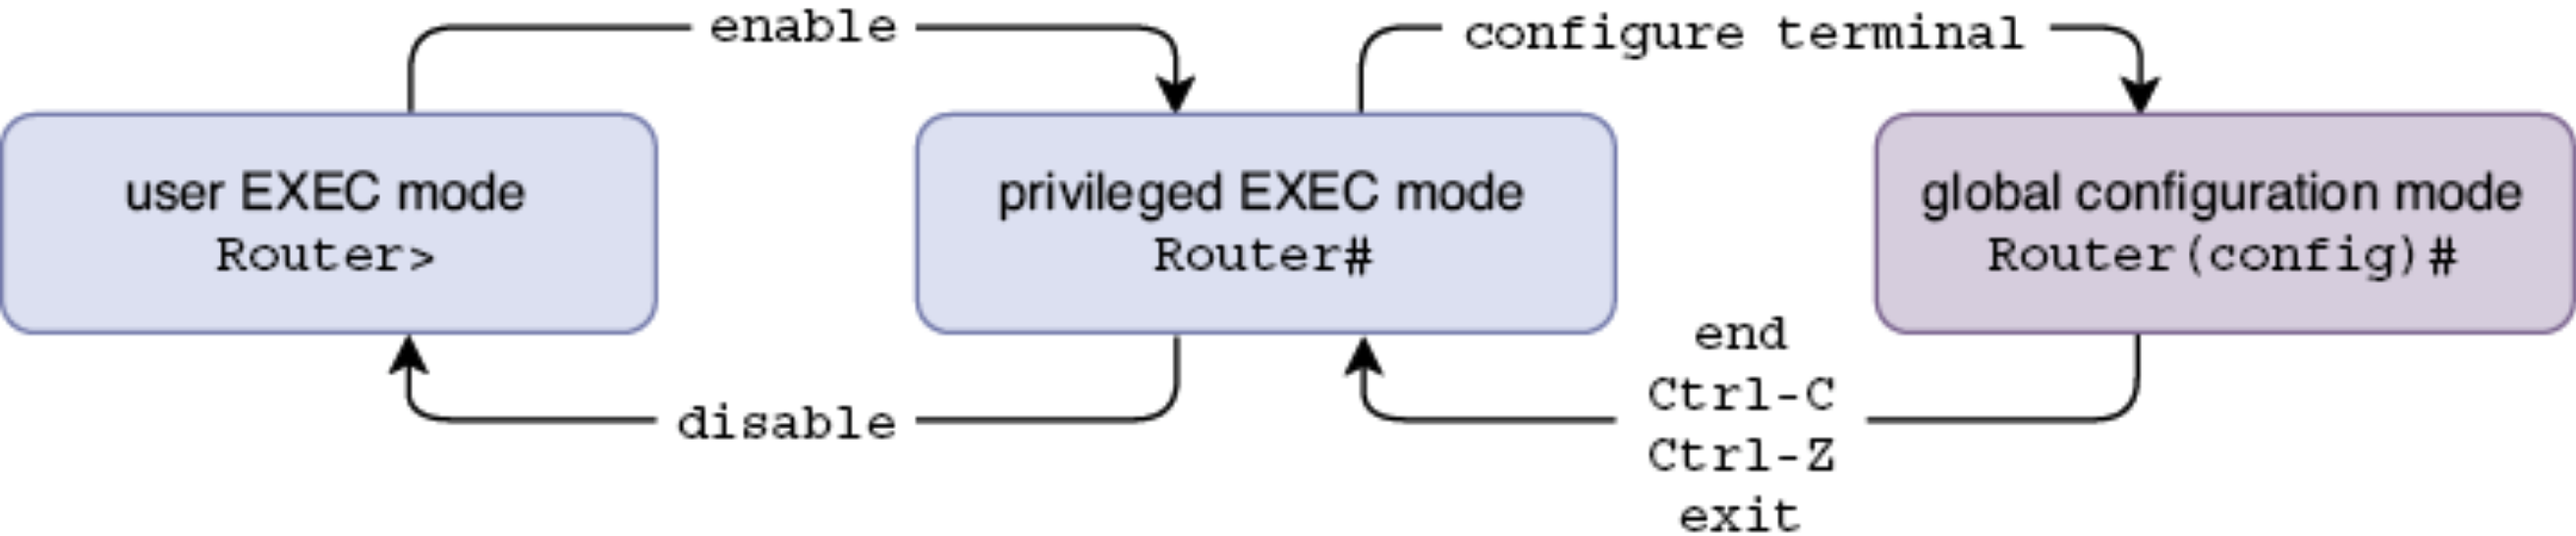 enable
configure terminal
user EXEC mode
Router>
privileged EXEC mode
Router#
global configuration mode
Router(config)#
disable
end
Ctrl-C
Ctrl-Z
exit